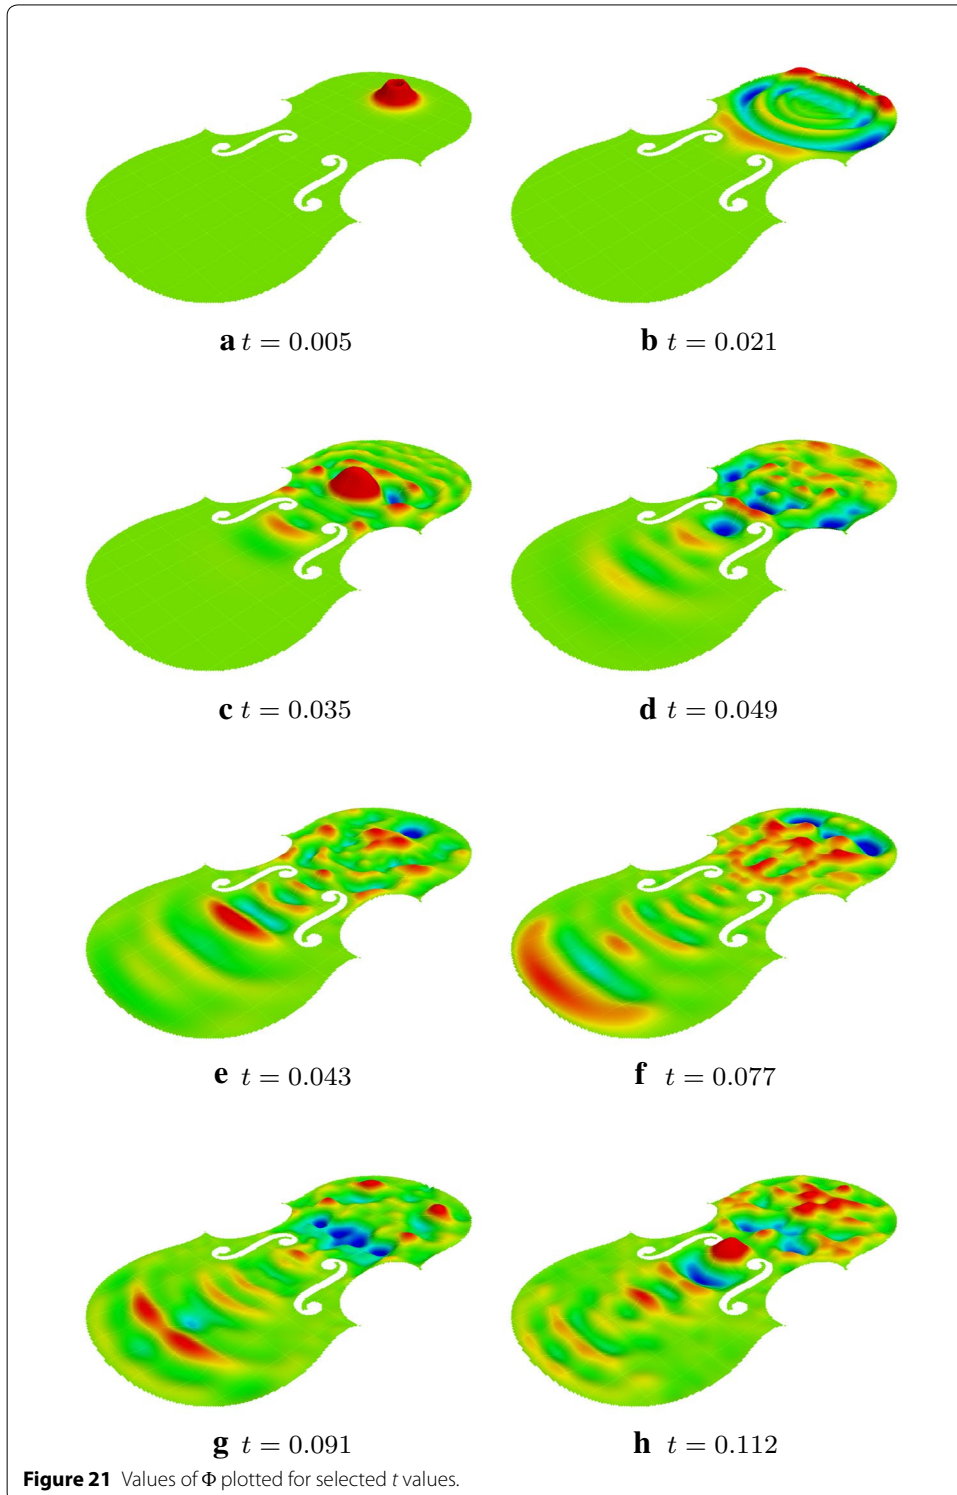 a t = 0.005
b t = 0.021
c t = 0.035
d t = 0.049
e t = 0.043
f t = 0.077
g t = 0.091
h t = 0.112
Figure 21 Values of Φ plotted for selected t values.